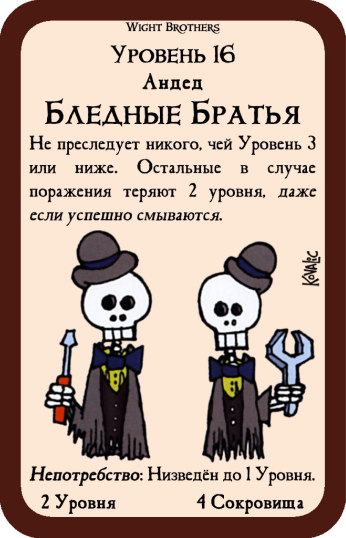 Wight Brothers
Уровень 16
Андед
Бледные Братья
Не преследует никого, чей Уровень 3
или ниже. Остальные в случае
поражения теряют 2 уровня, даже
если успешно смываются.
Kovalic
Непотребство: Низведён до 1 Уровня.
2 Уровня 4 Сокровища